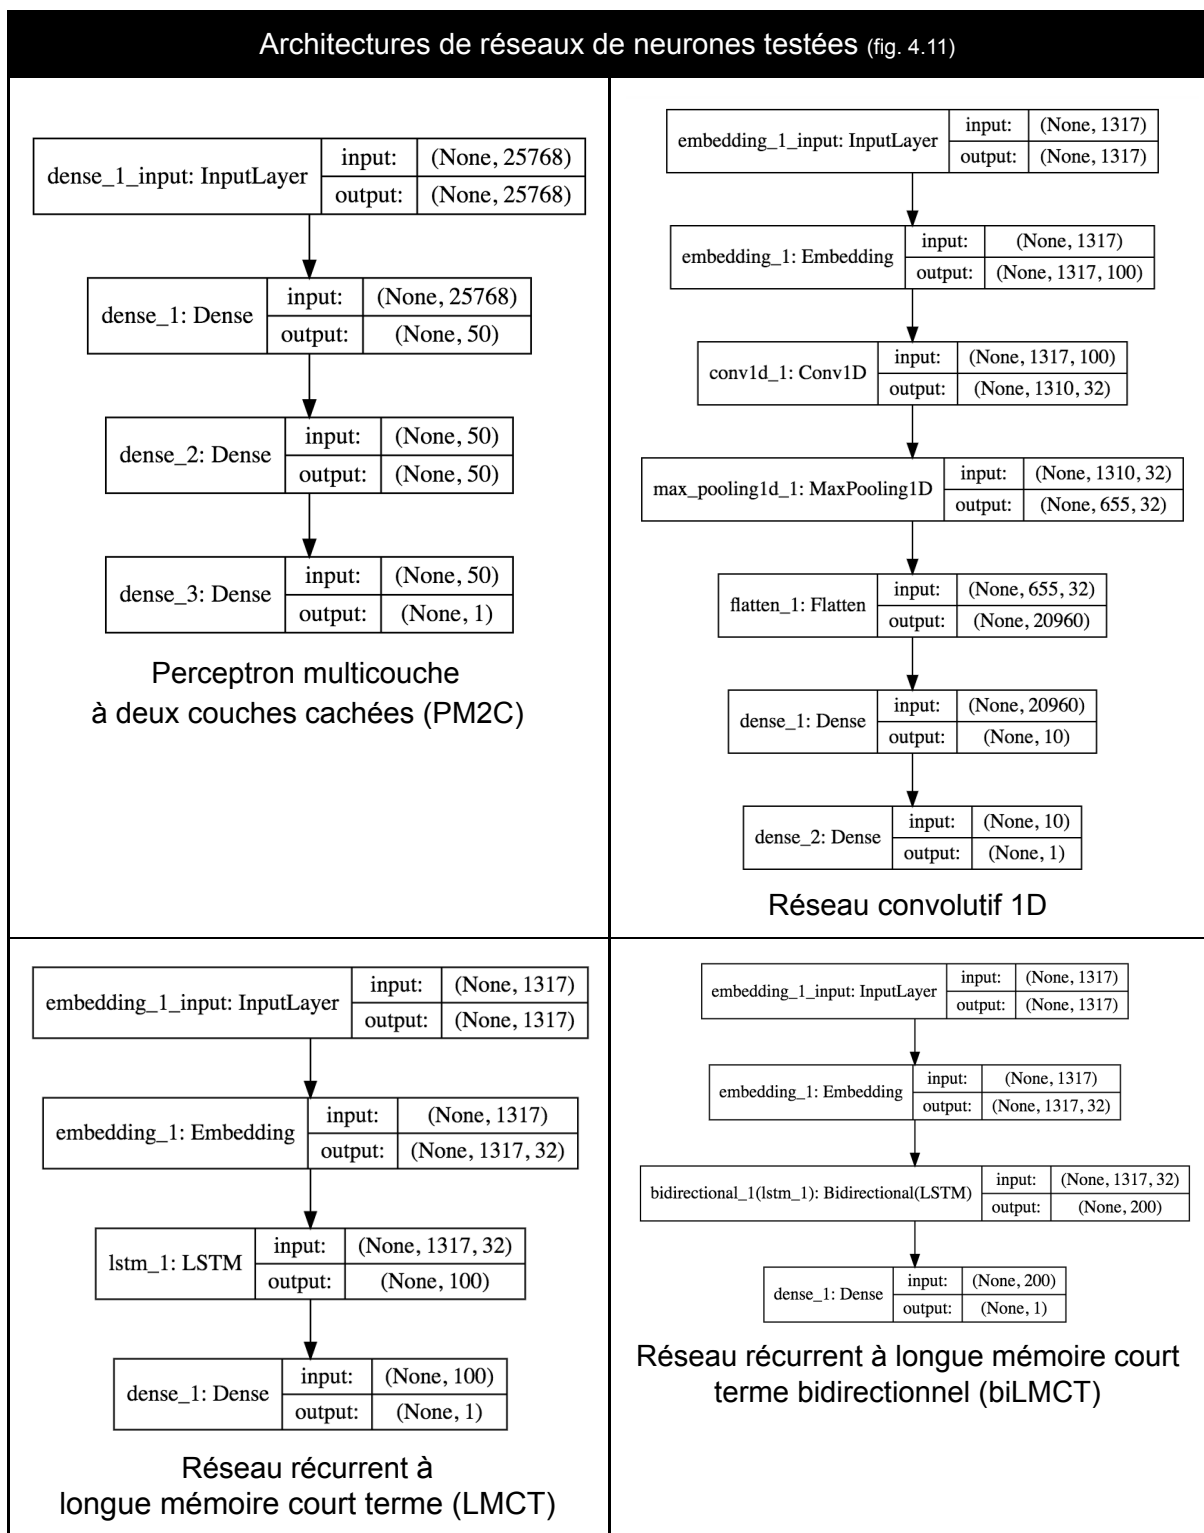 Architectures de réseaux de neurones testées (fig. 4.11)
dense_1_input: InputLayer
input: (None, 25768)
output: (None, 25768)
dense_1: Dense
input: (None, 25768)
output: (None, 50)
dense_2: Dense
input: (None, 50)
output: (None, 50)
dense_3: Dense
input: (None, 50)
output: (None, 1)
Perceptron multicouche
à deux couches cachées (PM2C)
embedding_1_input: InputLayer
input: (None, 1317)
output: (None, 1317)
embedding_1: Embedding
input: (None, 1317)
output: (None, 1317, 100)
conv1d_1: Conv1D
input: (None, 1317, 100)
output: (None, 1310, 32)
max_pooling1d_1: MaxPooling1D
input: (None, 1310, 32)
output: (None, 655, 32)
flatten_1: Flatten
input: (None, 655, 32)
output: (None, 20960)
dense_1: Dense
input: (None, 20960)
output: (None, 10)
dense_2: Dense
input: (None, 10)
output: (None, 1)
Réseau convolutif 1D
embedding_1_input: InputLayer
input: (None, 1317)
output: (None, 1317)
embedding_1: Embedding
input: (None, 1317)
output: (None, 1317, 32)
lstm_1: LSTM
input: (None, 1317, 32)
output: (None, 100)
dense_1: Dense
input: (None, 100)
output: (None, 1)
Réseau récurrent à
longue mémoire court terme (LMCT)
embedding_1_input: InputLayer
input: (None, 1317)
output: (None, 1317)
embedding_1: Embedding
input: (None, 1317)
output: (None, 1317, 32)
bidirectional_1(lstm_1): Bidirectional(LSTM)
input: (None, 1317, 32)
output: (None, 200)
dense_1: Dense
input: (None, 200)
output: (None, 1)
Réseau récurrent à longue mémoire court
terme bidirectionnel (biLMCT)